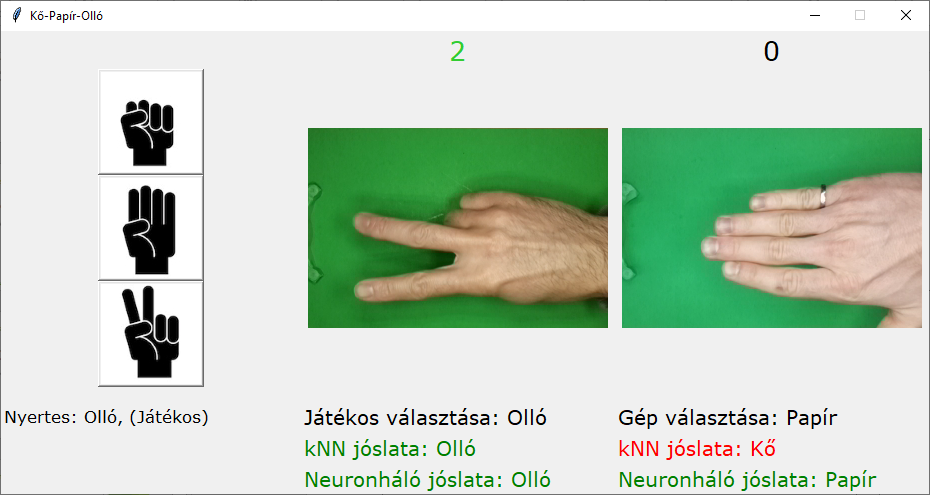 Kő-Papír-Olló
2
0
Nyertes: Olló, (Játékos)
Játékos választása: Olló
kNN jóslata: Olló
Neuronháló jóslata: Olló
Gép választása: Papír
kNN jóslata: Kő
Neuronháló jóslata: Papír